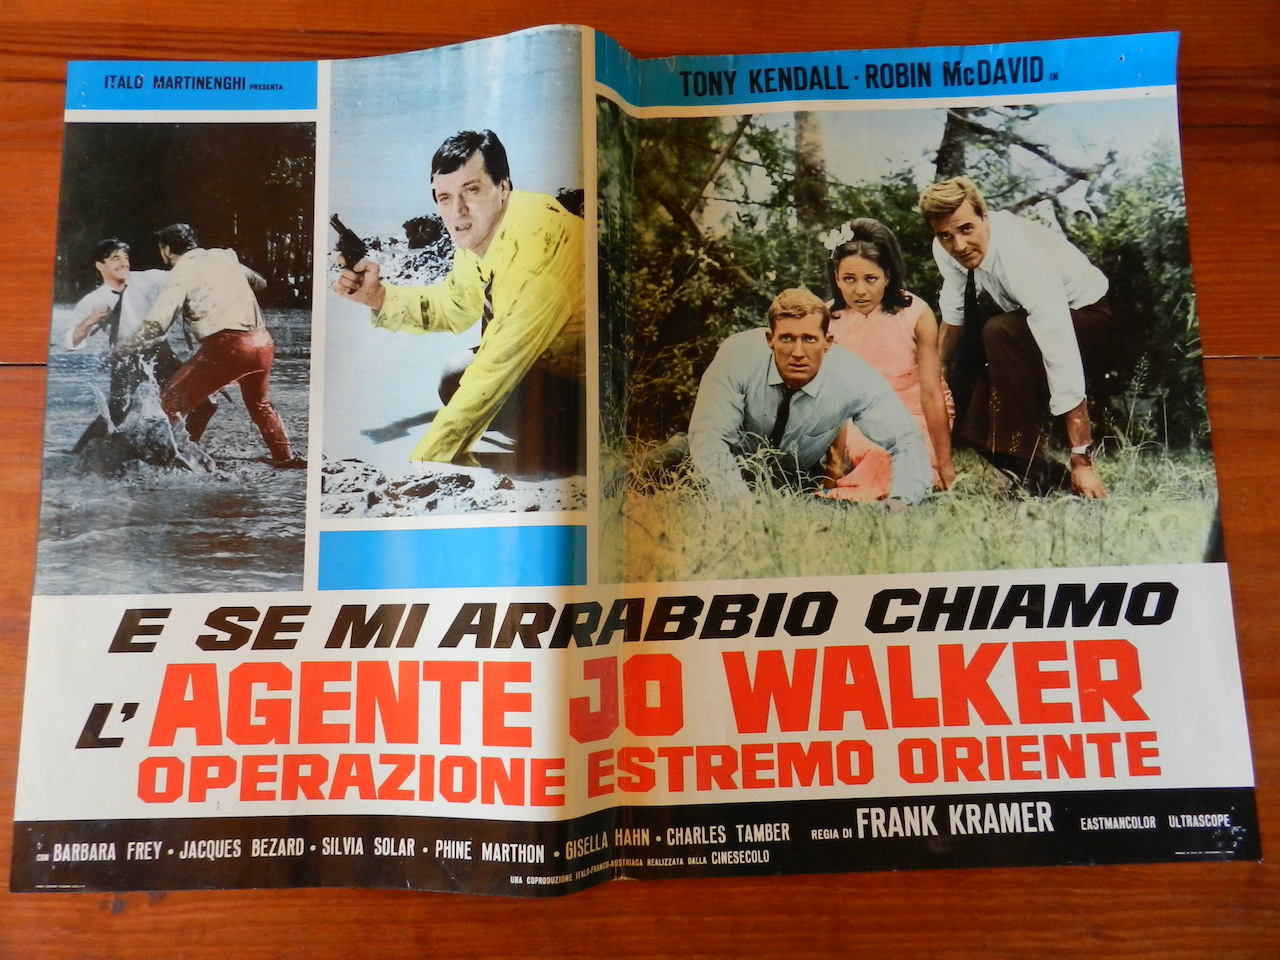 ITALO MARTINENGHI PRESENTA
TONY KENDALL · ROBIN McDAVID IN
E SE MI ARRABBIO CHIAMO
L'AGENTE JO WALKER
OPERAZIONE ESTREMO ORIENTE
CON BARBARA FREY · JACQUES BEZARD · SILVIA SOLAR · PHINE MARTHON · GISELLA HAHN · CHARLES TAMBER REGIA DI FRANK KRAMER EASTMANCOLOR ULTRASCOPE
UNA COPRODUZIONE ITALO-FRANCO-AUSTRIACA REALIZZATA DALLA CINESECOLO